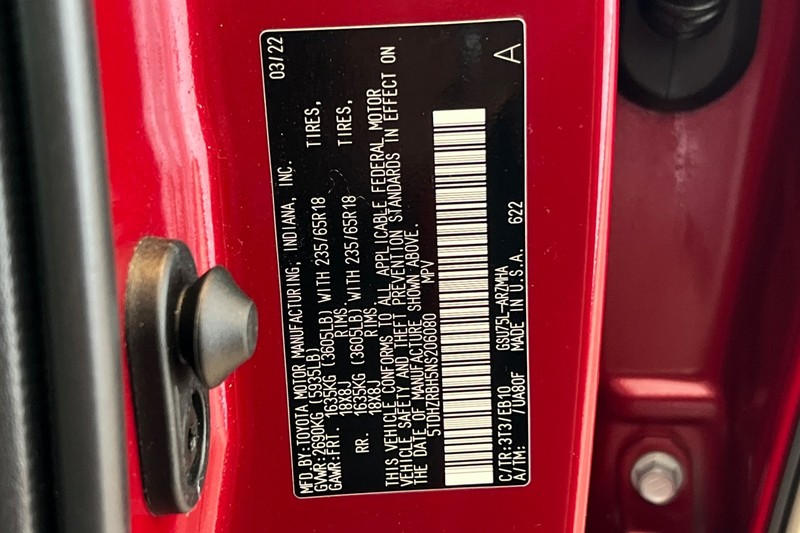 MFD.BY:TOYOTA MOTOR MANUFACTURING, INDIANA, INC. 03/22
GVWR:2690KG (5935LB)
GAWR:FRT. 1635KG (3605LB) WITH 235/65R18 TIRES,
18X8J RIMS,
RR. 1635KG (3605LB) WITH 235/65R18 TIRES,
18X8J RIMS.
THIS VEHICLE CONFORMS TO ALL APPLICABLE FEDERAL MOTOR
VEHICLE SAFETY AND THEFT PREVENTION STANDARDS IN EFFECT ON
THE DATE OF MANUFACTURE SHOWN ABOVE.
5TDHZRBH5NS206080 MPV
C/TR:3T3/EB10 GSU75L-ARZMHA
A/TM: /UA80F MADE IN U.S.A. 622 A